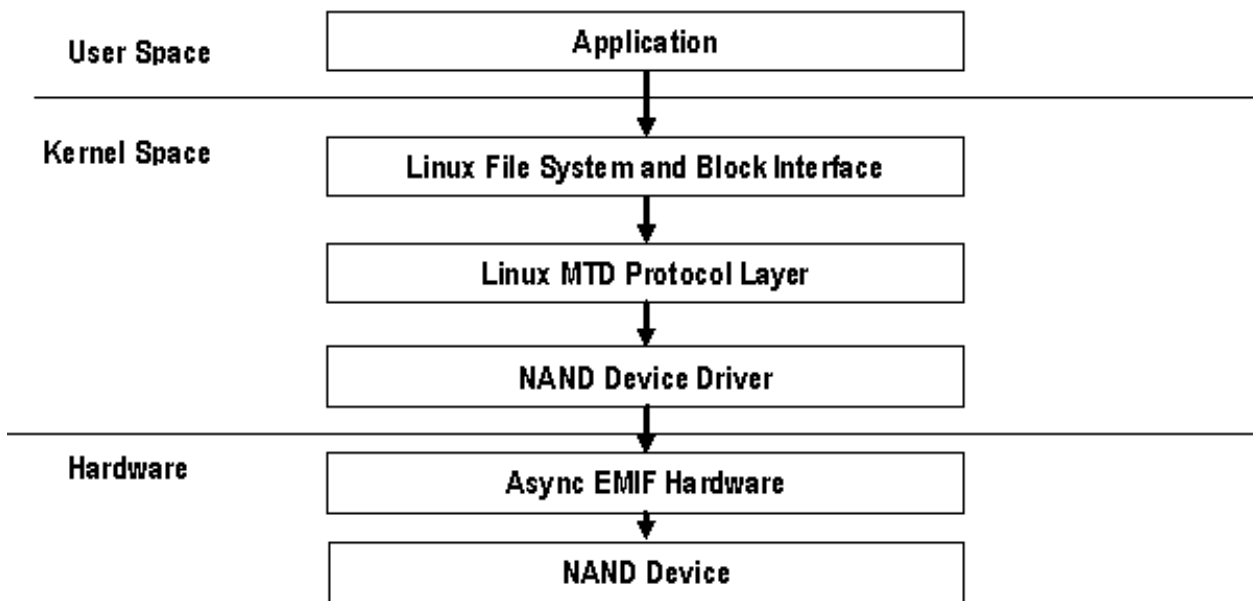 User Space
Application
Kernel Space
Linux File System and Block Interface
Linux MTD Protocol Layer
NAND Device Driver
Hardware
Async EMIF Hardware
NAND Device